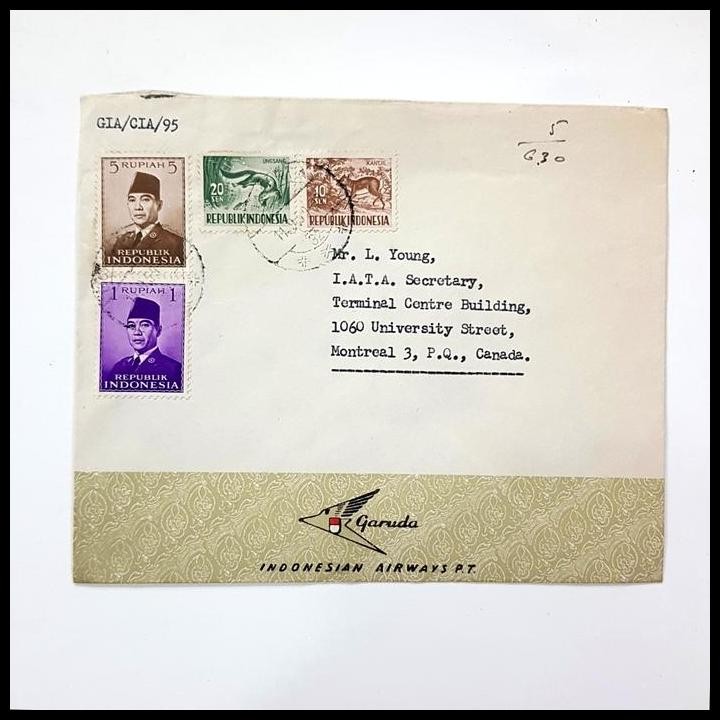 GIA/CIA/95
5
6.30
5 RUPIAH 5
REPUBLIK
INDONESIA
LINGSANG
20
SEN
REPUBLIK INDONESIA
KANTJIL
10
SEN
REPUBLIK INDONESIA
1 RUPIAH 1
REPUBLIK
INDONESIA
Mr. L. Young,
I.A.T.A. Secretary,
Terminal Centre Building,
1060 University Street,
Montreal 3, P.Q., Canada.
Garuda
INDONESIAN AIRWAYS P.T.